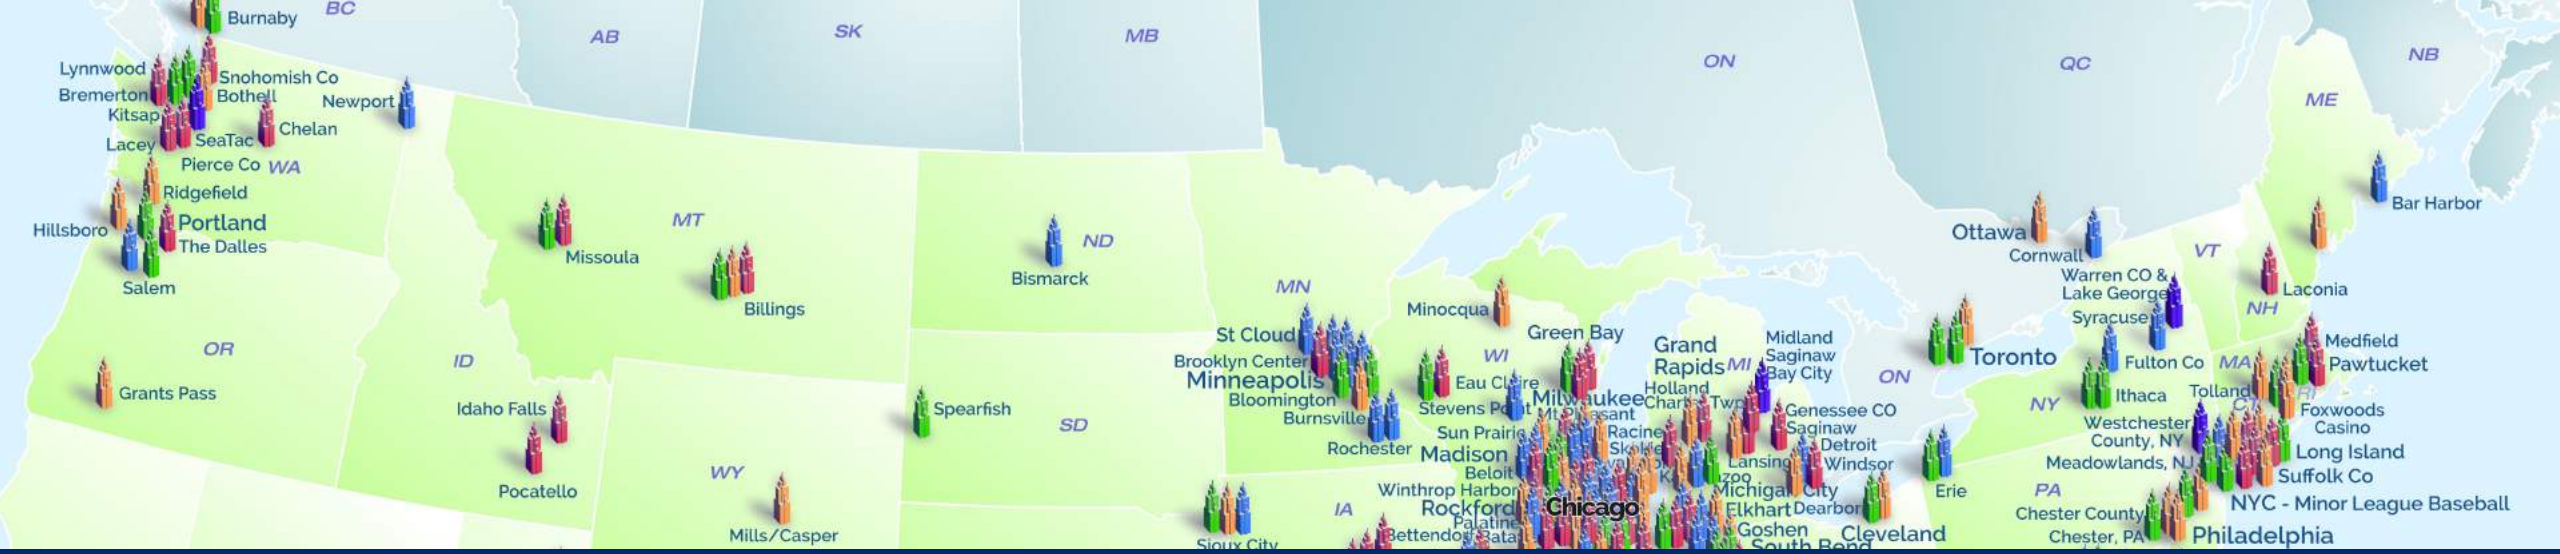 BC
Burnaby
AB
SK
MB
ON
QC
NB
ME
Lynnwood
Snohomish Co
Bremerton
Bothell
Newport
Kitsap
Chelan
SeaTac
Lacey
Pierce Co
WA
Ridgefield
Hillsboro
Portland
The Dalles
Salem
OR
Grants Pass
ID
Idaho Falls
Pocatello
MT
Missoula
Billings
WY
Mills/Casper
ND
Bismarck
Spearfish
SD
MN
St Cloud
Brooklyn Center
Minneapolis
Bloomington
Burnsville
Rochester
Sioux City
IA
Minocqua
WI
Green Bay
Eau Claire
Stevens Point
Milwaukee
Mt Pleasant
Sun Prairie
Racine
Madison
Beloit
Winthrop Harbor
Rockford
Chicago
Palatine
Bettendorf
Grand
Rapids
MI
Midland
Saginaw
Bay City
Holland
Genessee CO
Saginaw
Detroit
Lansing
Windsor
Michigan City
Elkhart
Dearborn
Goshen
South Bend
Cleveland
ON
Toronto
Ottawa
Cornwall
Bar Harbor
VT
Warren CO &
Lake George
Laconia
NH
Syracuse
Medfield
Fulton Co
MA
Pawtucket
Ithaca
Tolland
RI
NY
CT
Foxwoods
Casino
Westchester
County, NY
Long Island
Meadowlands, NJ
Suffolk Co
Erie
PA
NYC - Minor League Baseball
Chester County
Chester, PA
Philadelphia